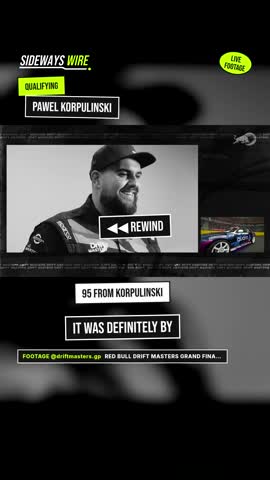 SIDEWAYS WIRE.
LIVE
FOOTAGE
QUALIFYING
PAWEL KORPULINSKI
REWIND
95 FROM KORPULINSKI
IT WAS DEFINITELY BY
FOOTAGE @driftmasters.gp RED BULL DRIFT MASTERS GRAND FINA...